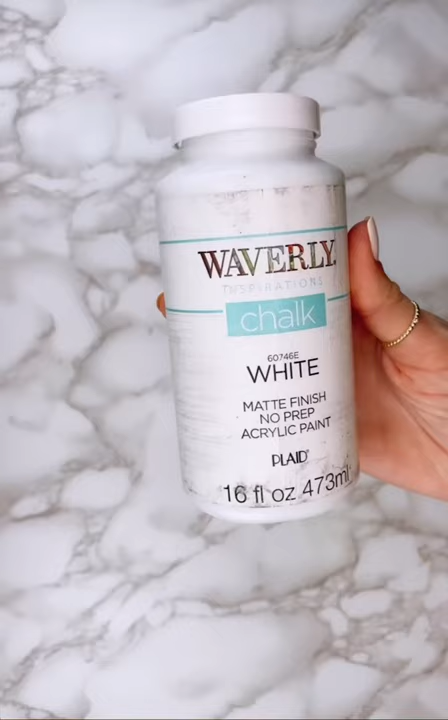 WAVERLY
INSPIRATIONS
chalk
60746E
WHITE
MATTE FINISH
NO PREP
ACRYLIC PAINT
PLAID
16 fl oz 473ml